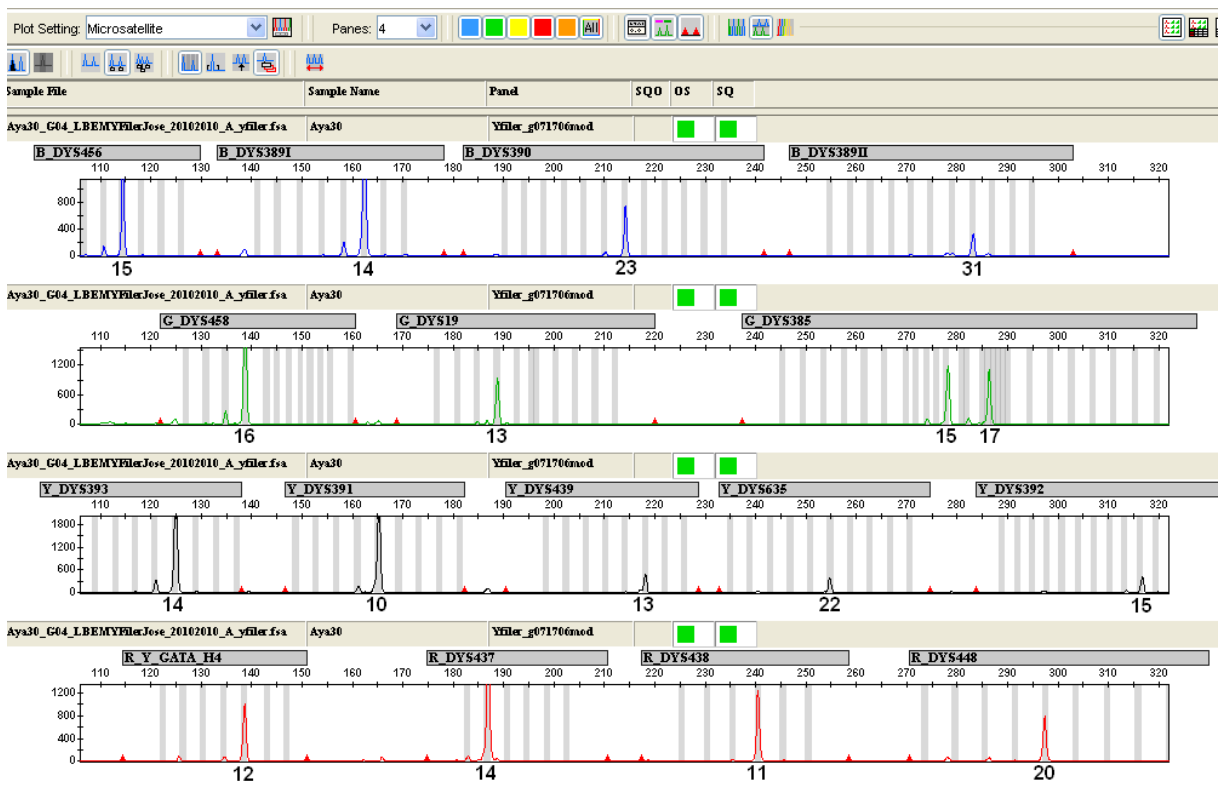 Plot Setting: Microsatellite Panes: 4 All
Sample File Sample Name Panel SQO OS SQ
Aya30_G04_LBEMYFilerJose_20102010_A_yfiler.fsa Aya30 Yfiler_g071706mod
B_DYS456 B_DYS389I B_DYS390 B_DYS389II
110 120 130 140 150 160 170 180 190 200 210 220 230 240 250 260 270 280 290 300 310 320
800
400
0
15 14 23 31
Aya30_G04_LBEMYFilerJose_20102010_A_yfiler.fsa Aya30 Yfiler_g071706mod
G_DYS458 G_DYS19 G_DYS385
110 120 130 140 150 160 170 180 190 200 210 220 230 240 250 260 270 280 290 300 310 320
1200
600
0
16 13 15 17
Aya30_G04_LBEMYFilerJose_20102010_A_yfiler.fsa Aya30 Yfiler_g071706mod
Y_DYS393 Y_DYS391 Y_DYS439 Y_DYS635 Y_DYS392
110 120 130 140 150 160 170 180 190 200 210 220 230 240 250 260 270 280 290 300 310 320
1800
1200
600
0
14 10 13 22 15
Aya30_G04_LBEMYFilerJose_20102010_A_yfiler.fsa Aya30 Yfiler_g071706mod
R_Y_GATA_H4 R_DYS437 R_DYS438 R_DYS448
110 120 130 140 150 160 170 180 190 200 210 220 230 240 250 260 270 280 290 300 310 320
1200
800
400
0
12 14 11 20